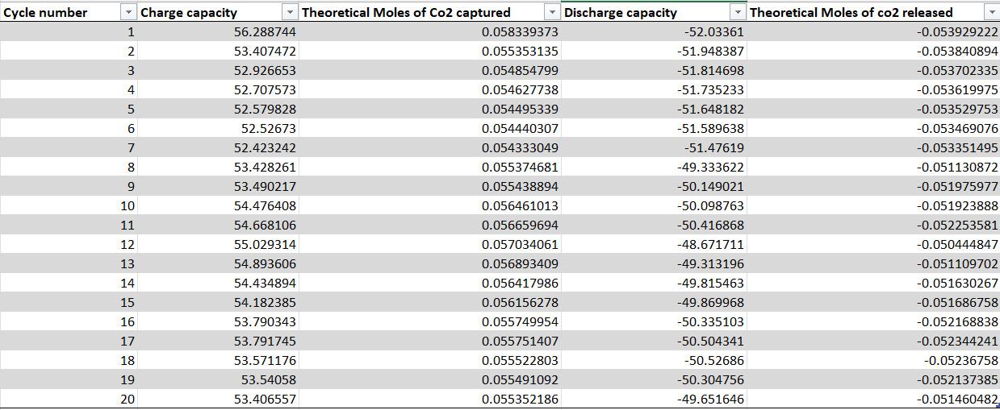 Cycle number Charge capacity Theoretical Moles of Co2 captured Discharge capacity Theoretical Moles of co2 released
1 56.288744 0.058339373 -52.03361 -0.053929222
2 53.407472 0.055353135 -51.948387 -0.053840894
3 52.926653 0.054854799 -51.814698 -0.053702335
4 52.707573 0.054627738 -51.735233 -0.053619975
5 52.579828 0.054495339 -51.648182 -0.053529753
6 52.52673 0.054440307 -51.589638 -0.053469076
7 52.423242 0.054333049 -51.47619 -0.053351495
8 53.428261 0.055374681 -49.333622 -0.051130872
9 53.490217 0.055438894 -50.149021 -0.051975977
10 54.476408 0.056461013 -50.098763 -0.051923888
11 54.668106 0.056659694 -50.416868 -0.052253581
12 55.029314 0.057034061 -48.671711 -0.050444847
13 54.893606 0.056893409 -49.313196 -0.051109702
14 54.434894 0.056417986 -49.815463 -0.051630267
15 54.182385 0.056156278 -49.869968 -0.051686758
16 53.790343 0.055749954 -50.335103 -0.052168838
17 53.791745 0.055751407 -50.504341 -0.052344241
18 53.571176 0.055522803 -50.52686 -0.05236758
19 53.54058 0.055491092 -50.304756 -0.052137385
20 53.406557 0.055352186 -49.651646 -0.051460482